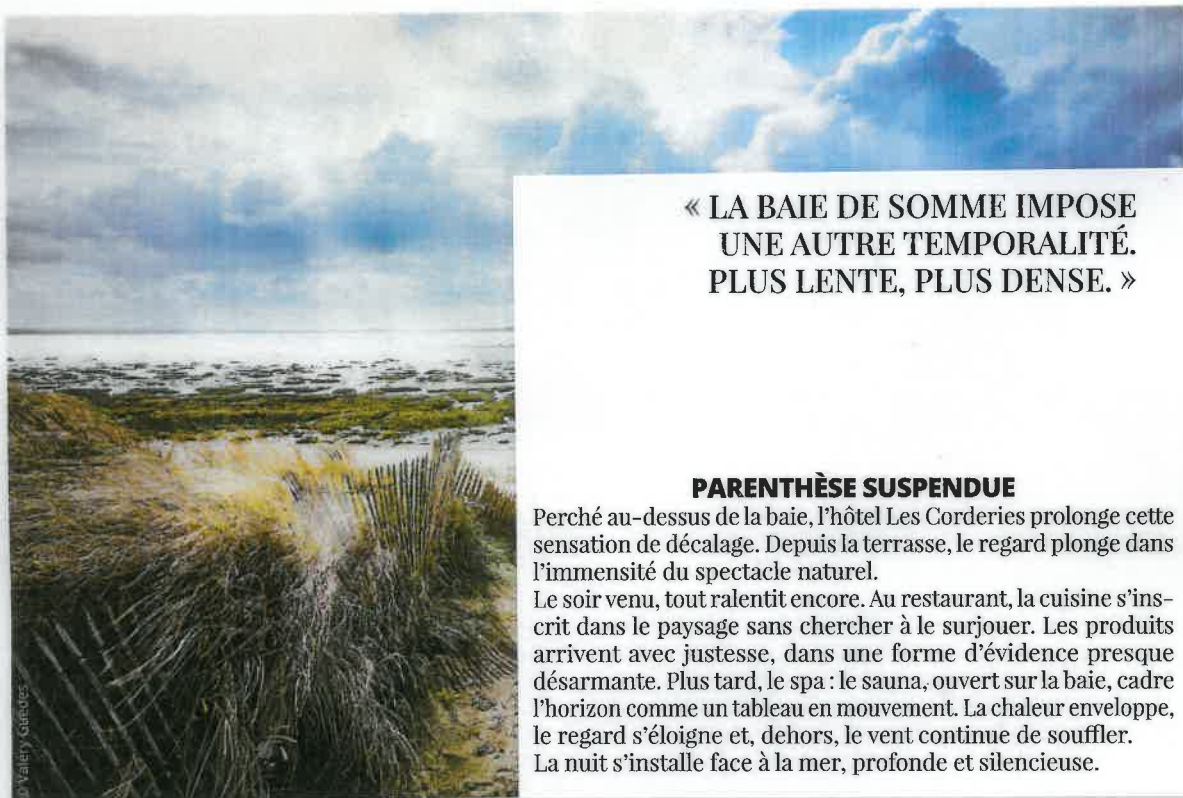 « LA BAIE DE SOMME IMPOSE
UNE AUTRE TEMPORALITÉ.
PLUS LENTE, PLUS DENSE. »
PARENTHÈSE SUSPENDUE
Perché au-dessus de la baie, l'hôtel Les Corderies prolonge cette
sensation de décalage. Depuis la terrasse, le regard plonge dans
l'immensité du spectacle naturel.
Le soir venu, tout ralentit encore. Au restaurant, la cuisine s'ins-
crit dans le paysage sans chercher à le surjouer. Les produits
arrivent avec justesse, dans une forme d'évidence presque
désarmante. Plus tard, le spa : le sauna, ouvert sur la baie, cadre
l'horizon comme un tableau en mouvement. La chaleur enveloppe,
le regard s'éloigne et, dehors, le vent continue de souffler.
La nuit s'installe face à la mer, profonde et silencieuse.
© Valéry Guedes